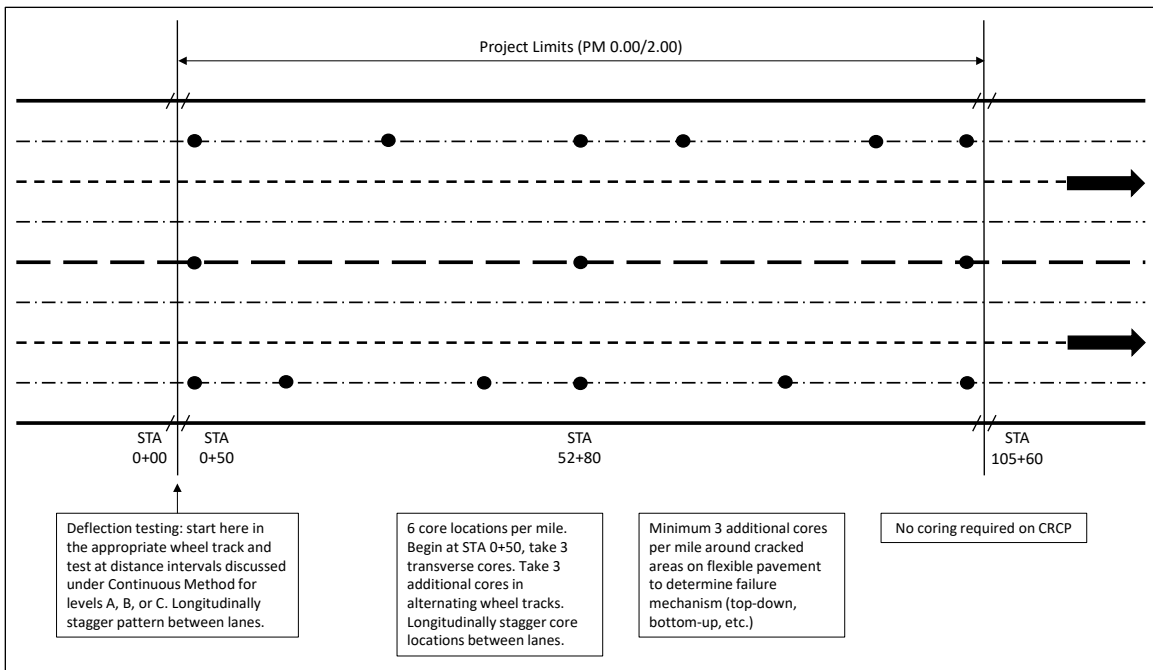 Project Limits (PM 0.00/2.00)
STA
0+00
STA
0+50
STA
52+80
STA
105+60
Deflection testing: start here in
the appropriate wheel track and
test at distance intervals discussed
under Continuous Method for
levels A, B, or C. Longitudinally
stagger pattern between lanes.
6 core locations per mile.
Begin at STA 0+50, take 3
transverse cores. Take 3
additional cores in
alternating wheel tracks.
Longitudinally stagger core
locations between lanes.
Minimum 3 additional cores
per mile around cracked
areas on flexible pavement
to determine failure
mechanism (top-down,
bottom-up, etc.)
No coring required on CRCP